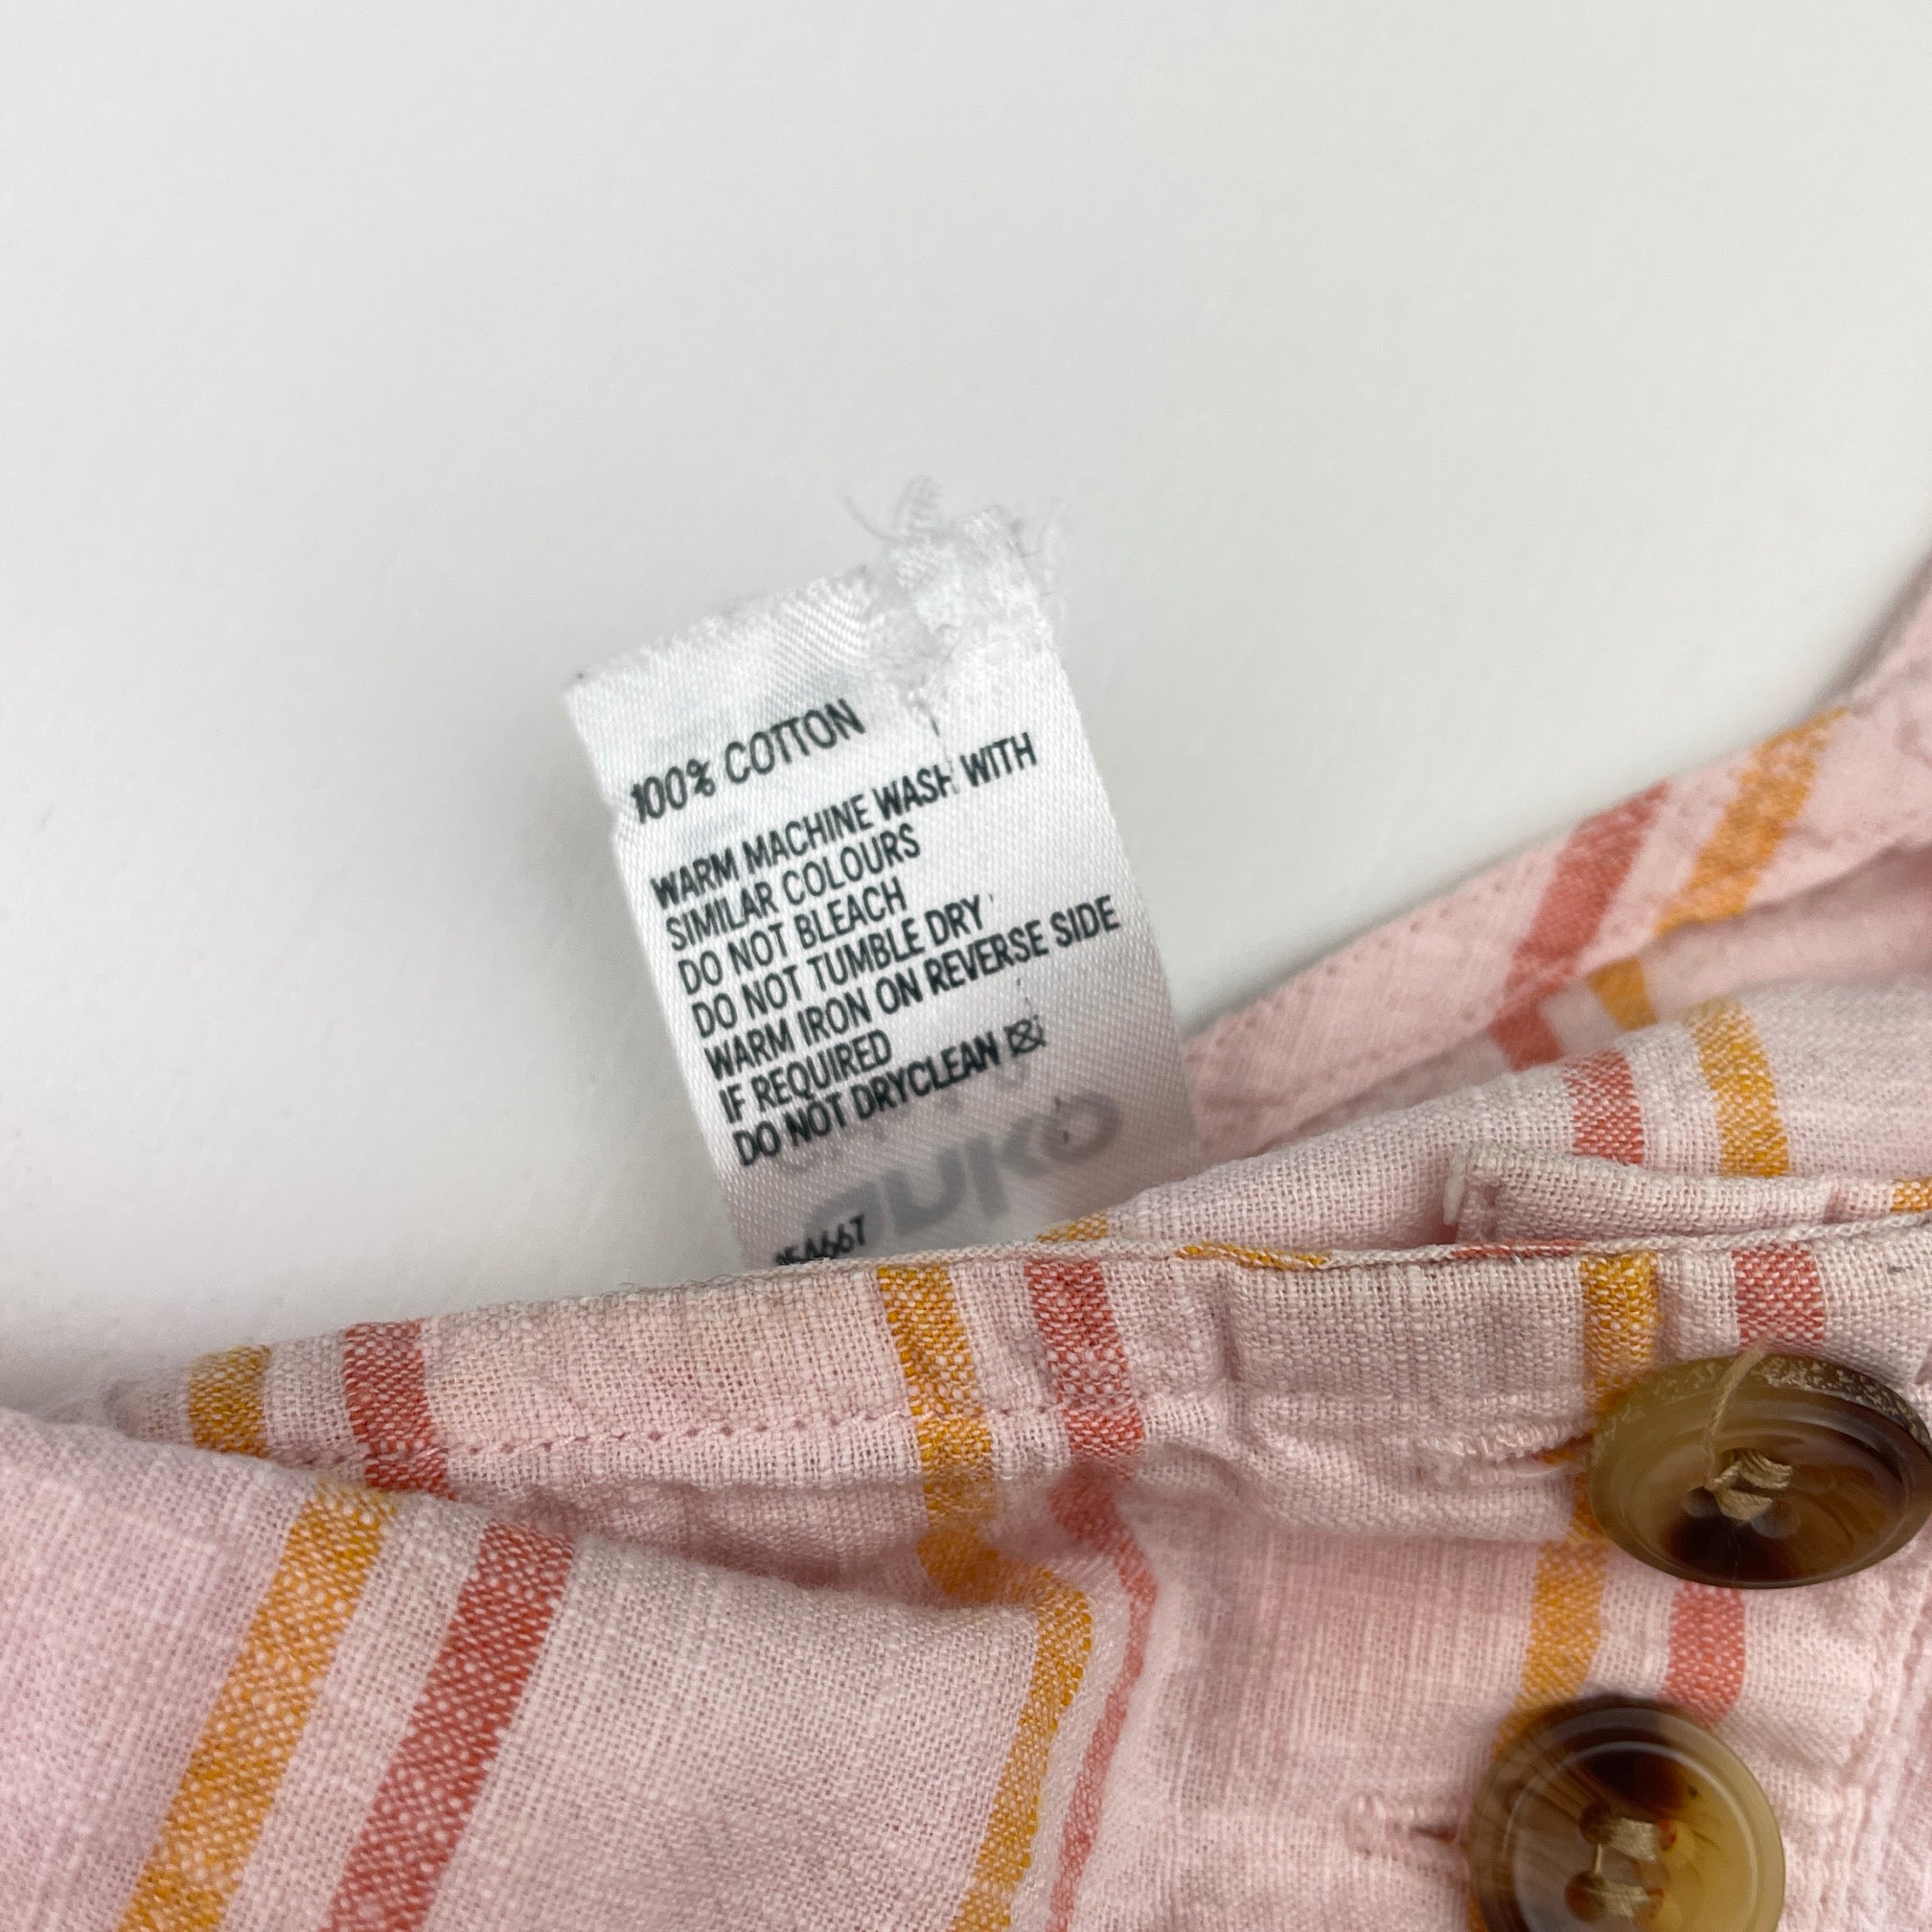 100% COTTON
WARM MACHINE WASH WITH
SIMILAR COLOURS
DO NOT BLEACH
DO NOT TUMBLE DRY
WARM IRON ON REVERSE SIDE
IF REQUIRED
DO NOT DRYCLEAN